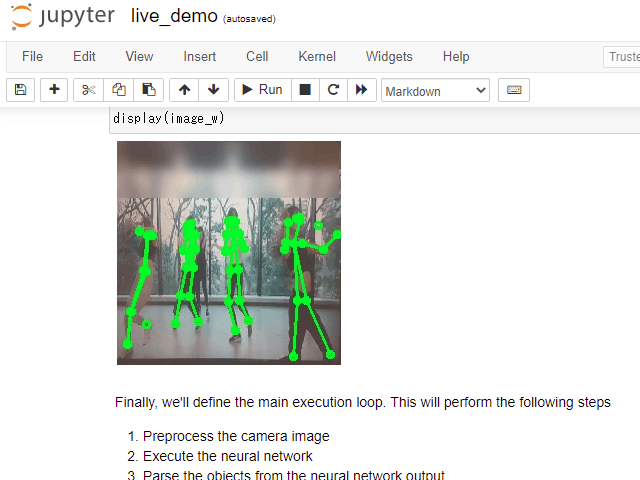 jupyter live_demo (autosaved)
File Edit View Insert Cell Kernel Widgets Help Truste
Run Markdown
display(image_w)
Finally, we'll define the main execution loop. This will perform the following steps
1. Preprocess the camera image
2. Execute the neural network
3. Parse the objects from the neural network output